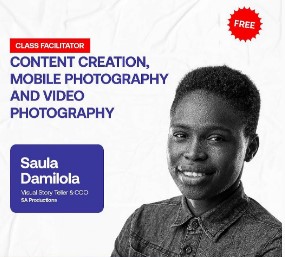 FREE
CLASS FACILITATOR
CONTENT CREATION,
MOBILE PHOTOGRAPHY
AND VIDEO
PHOTOGRAPHY
Saula
Damilola
Visual Story Teller & CCO
SA Productions